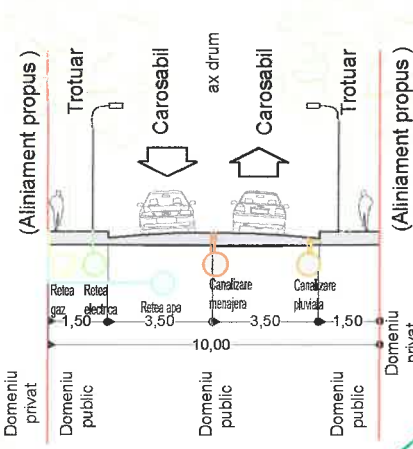 (Aliniament propus )
Trotuar
Carosabil
ax drum
Carosabil
Trotuar
(Aliniament propus )
Retea
gaz
Retea
electrica
Retea apa
Canalizare
menajera
Canalizare
pluviala
1,50
3,50
3,50
1,50
10,00
Domeniu
privat
Domeniu
public
Domeniu
public
Domeniu
public
Domeniu
privat